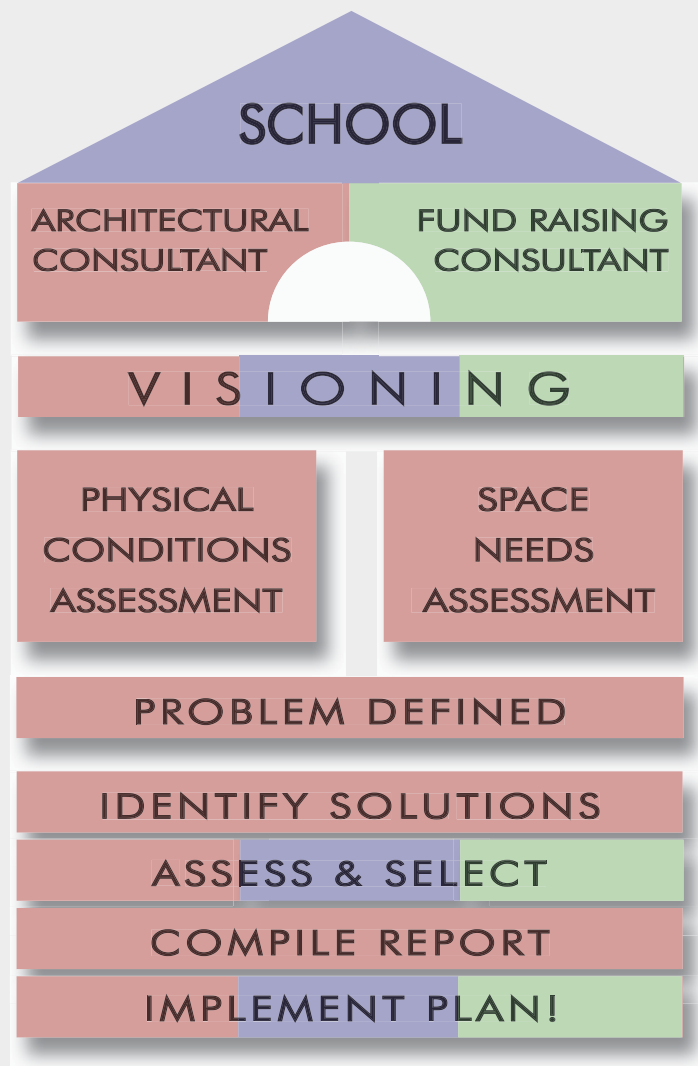 SCHOOL
ARCHITECTURAL
CONSULTANT
FUND RAISING
CONSULTANT
VISIONING
PHYSICAL
CONDITIONS
ASSESSMENT
SPACE
NEEDS
ASSESSMENT
PROBLEM DEFINED
IDENTIFY SOLUTIONS
ASSESS & SELECT
COMPILE REPORT
IMPLEMENT PLAN!